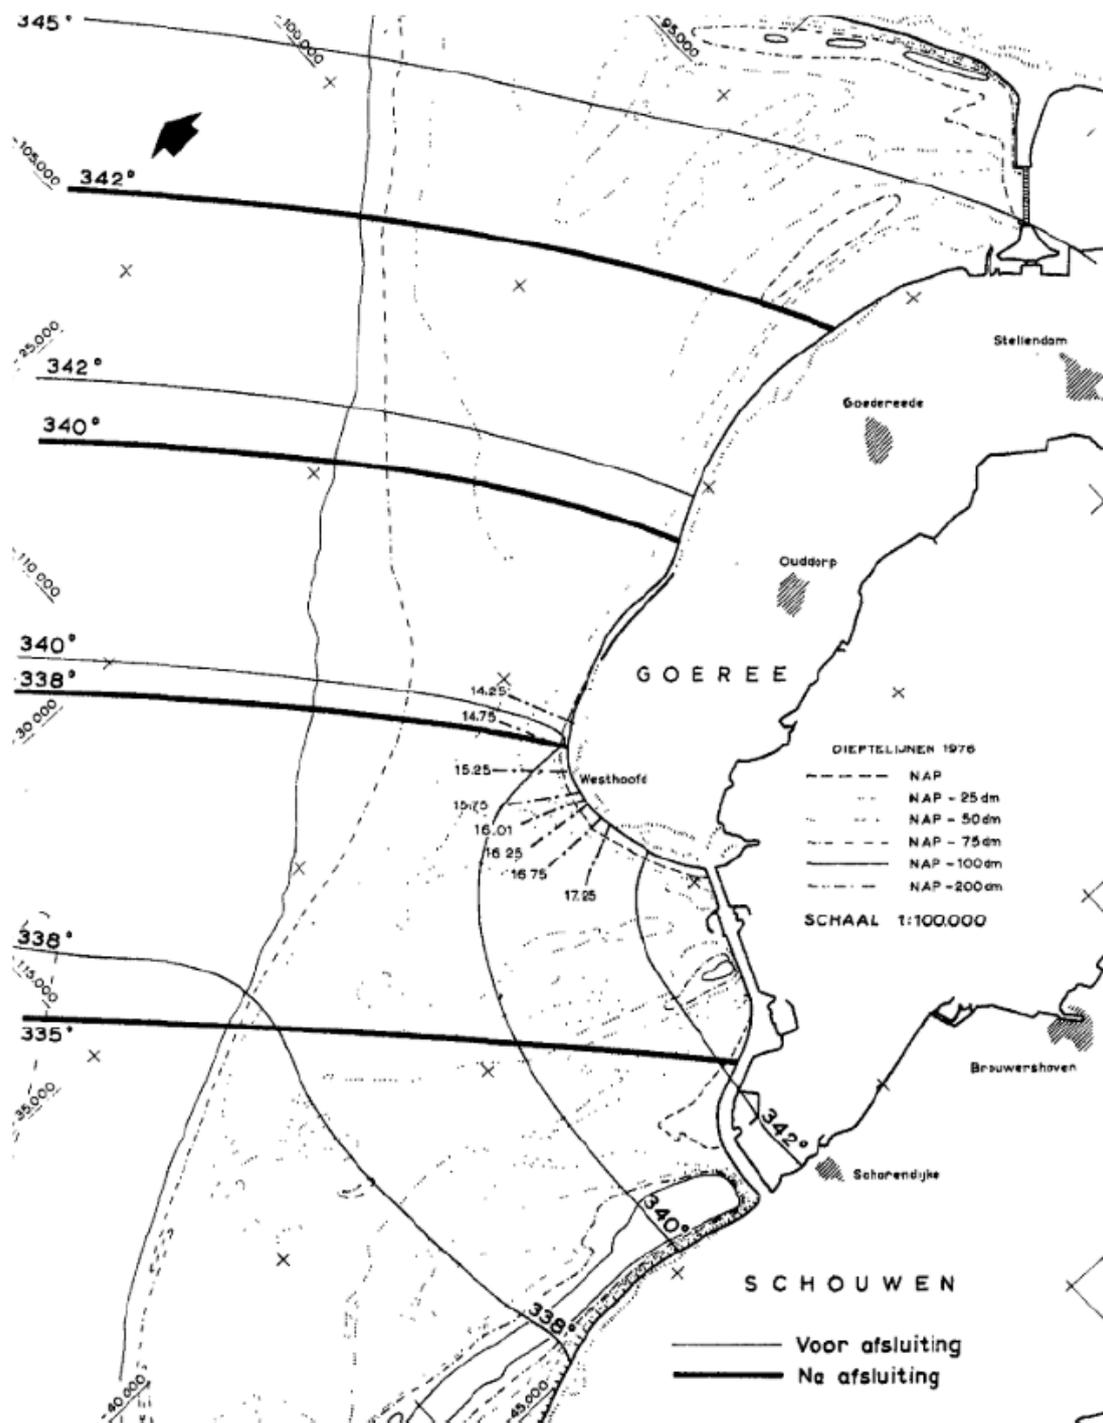 345°
100.000
95.000
105.000
342°
25.000
342°
340°
Stellendam
Goedereede
110.000
Ouddorp
340°
338°
30.000
GOEREE
14.25
14.75
15.25
Westhoofd
15.75
16.01
16.25
16.75
17.25
DIEPTELIJNEN 1976
NAP
NAP - 25 dm
NAP - 50 dm
NAP - 75 dm
NAP - 100 dm
NAP - 200 dm
SCHAAL 1:100.000
338°
115.000
335°
35.000
Brouwershaven
342°
Scharendijke
340°
SCHOUWEN
338°
Voor afsluiting
Na afsluiting
40.000
45.000